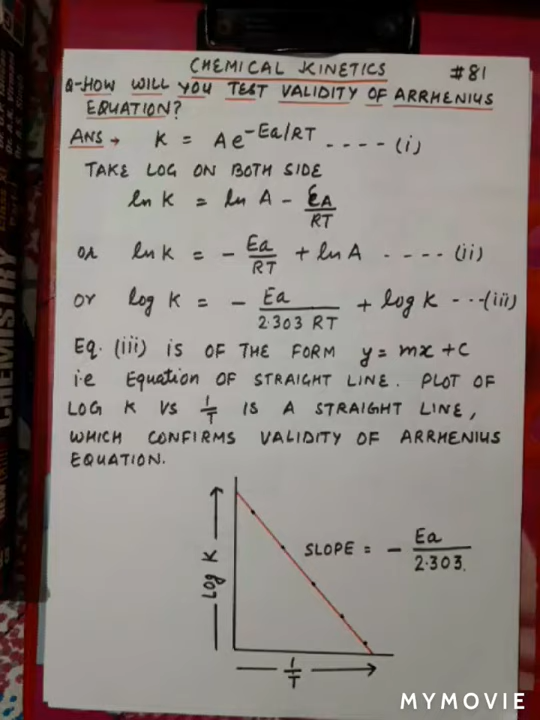 CHEMICAL KINETICS #81
Q-HOW WILL YOU TEST VALIDITY OF ARRHENIUS
EQUATION?
ANS → K = Ae^-Ea/RT ---- (i)
TAKE LOG ON BOTH SIDE
ln K = ln A - EA/RT
or ln K = - Ea/RT + ln A ---- (ii)
or log K = - Ea/2.303 RT + log K --- (iii)
Eq. (iii) IS OF THE FORM y = mx + C
i.e EQUATION OF STRAIGHT LINE. PLOT OF
LOG K VS 1/T IS A STRAIGHT LINE,
WHICH CONFIRMS VALIDITY OF ARRHENIUS
EQUATION.
SLOPE = - Ea/2.303.
LOG K
1/T
CHEMISTRY
MYMOVIE